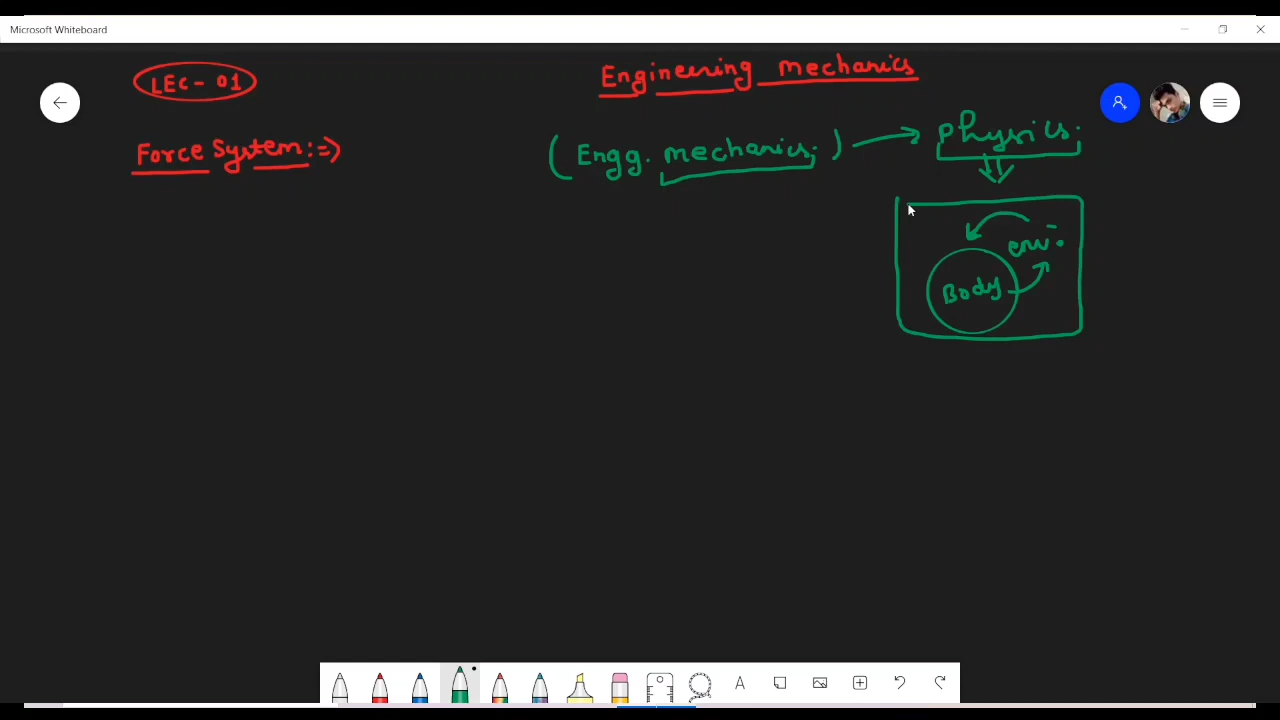 Microsoft Whiteboard
LEC - 01
Engineering mechanics
Force System :⇒
(Engg. mechanics.) → physics.
env.
Body
A